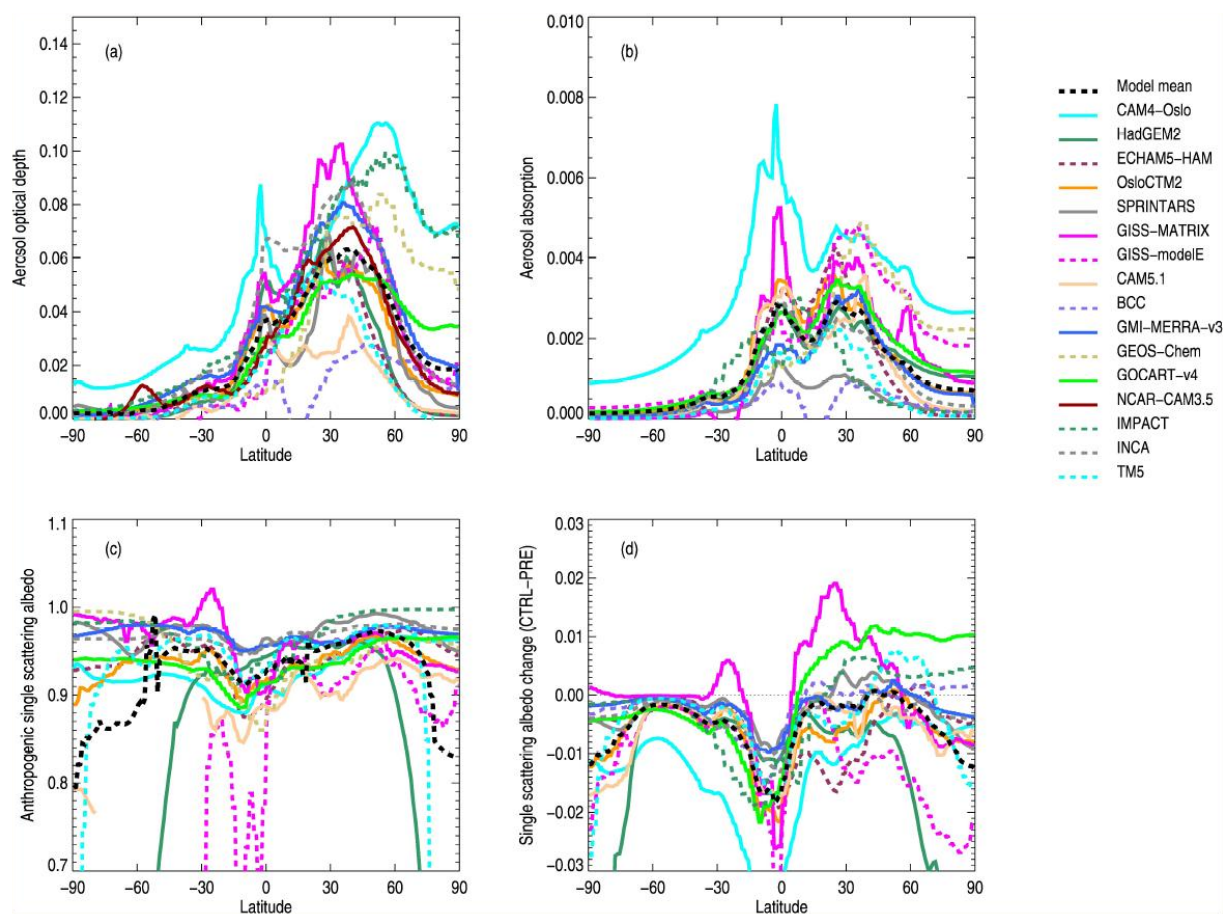 (a)
Aerosol optical depth
0.14
0.12
0.10
0.08
0.06
0.04
0.02
0.00
−90 −60 −30 0 30 60 90
Latitude
(b)
Aerosol absorption
0.010
0.008
0.006
0.004
0.002
0.000
−90 −60 −30 0 30 60 90
Latitude
Model mean
CAM4−Oslo
HadGEM2
ECHAM5−HAM
OsloCTM2
SPRINTARS
GISS−MATRIX
GISS−modelE
CAM5.1
BCC
GMI−MERRA−v3
GEOS−Chem
GOCART−v4
NCAR−CAM3.5
IMPACT
INCA
TM5
(c)
Anthropogenic single scattering albedo
1.1
1.0
0.9
0.8
0.7
−90 −60 −30 0 30 60 90
Latitude
(d)
Single scattering albedo change (CTRL−PRE)
0.03
0.02
0.01
0.00
−0.01
−0.02
−0.03
−90 −60 −30 0 30 60 90
Latitude